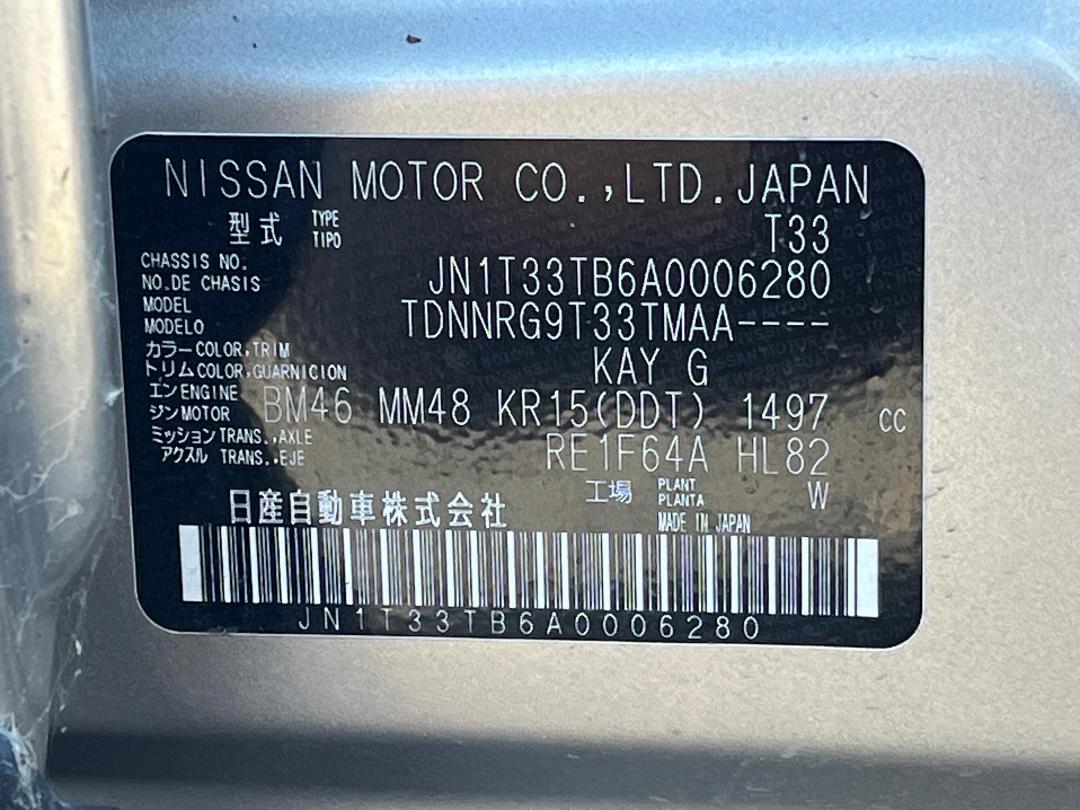 NISSAN MOTOR CO.,LTD.JAPAN
型式 TYPE TIPO T33
CHASSIS NO.
NO.DE CHASIS JN1T33TB6A0006280
MODEL
MODELO TDNNRG9T33TMAA----
カラー COLOR,TRIM
トリム COLOR,GUARNICION KAY G
エン ENGINE
ジン MOTOR BM46 MM48 KR15(DDT) 1497 CC
ミッション TRANS.,AXLE
アクスル TRANS.,EJE RE1F64A HL82
工場 PLANT PLANTA W
日産自動車株式会社 MADE IN JAPAN
JN1T33TB6A0006280